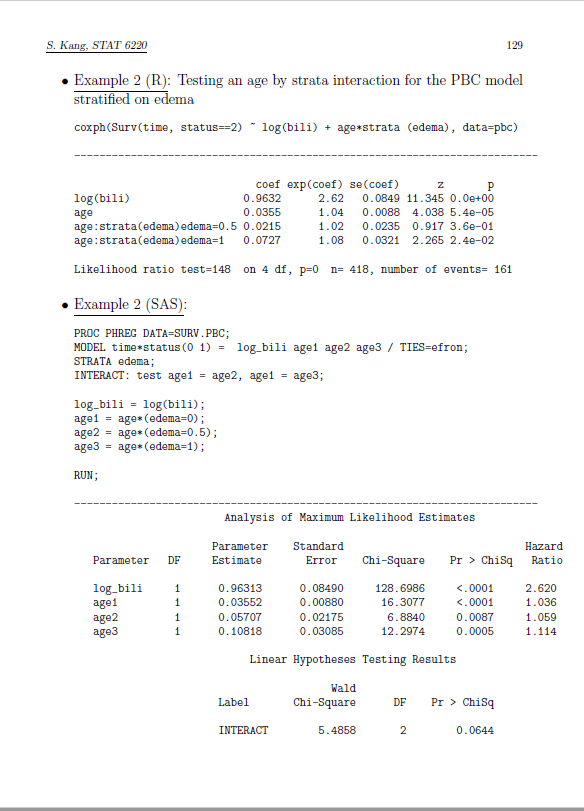 S. Kang, STAT 6220 129
• Example 2 (R): Testing an age by strata interaction for the PBC model
stratified on edema
coxph(Surv(time, status==2) ~ log(bili) + age*strata (edema), data=pbc)
--------------------------------------------------------------------------
coef exp(coef) se(coef) z p
log(bili) 0.9632 2.62 0.0849 11.345 0.0e+00
age 0.0355 1.04 0.0088 4.038 5.4e-05
age:strata(edema)edema=0.5 0.0215 1.02 0.0235 0.917 3.6e-01
age:strata(edema)edema=1 0.0727 1.08 0.0321 2.265 2.4e-02
Likelihood ratio test=148 on 4 df, p=0 n= 418, number of events= 161
• Example 2 (SAS):
PROC PHREG DATA=SURV.PBC;
MODEL time*status(0 1) = log_bili age1 age2 age3 / TIES=efron;
STRATA edema;
INTERACT: test age1 = age2, age1 = age3;
log_bili = log(bili);
age1 = age*(edema=0);
age2 = age*(edema=0.5);
age3 = age*(edema=1);
RUN;
--------------------------------------------------------------------------
Analysis of Maximum Likelihood Estimates
Parameter Standard Hazard
Parameter DF Estimate Error Chi-Square Pr > ChiSq Ratio
log_bili 1 0.96313 0.08490 128.6986 <.0001 2.620
age1 1 0.03552 0.00880 16.3077 <.0001 1.036
age2 1 0.05707 0.02175 6.8840 0.0087 1.059
age3 1 0.10818 0.03085 12.2974 0.0005 1.114
Linear Hypotheses Testing Results
Wald
Label Chi-Square DF Pr > ChiSq
INTERACT 5.4858 2 0.0644